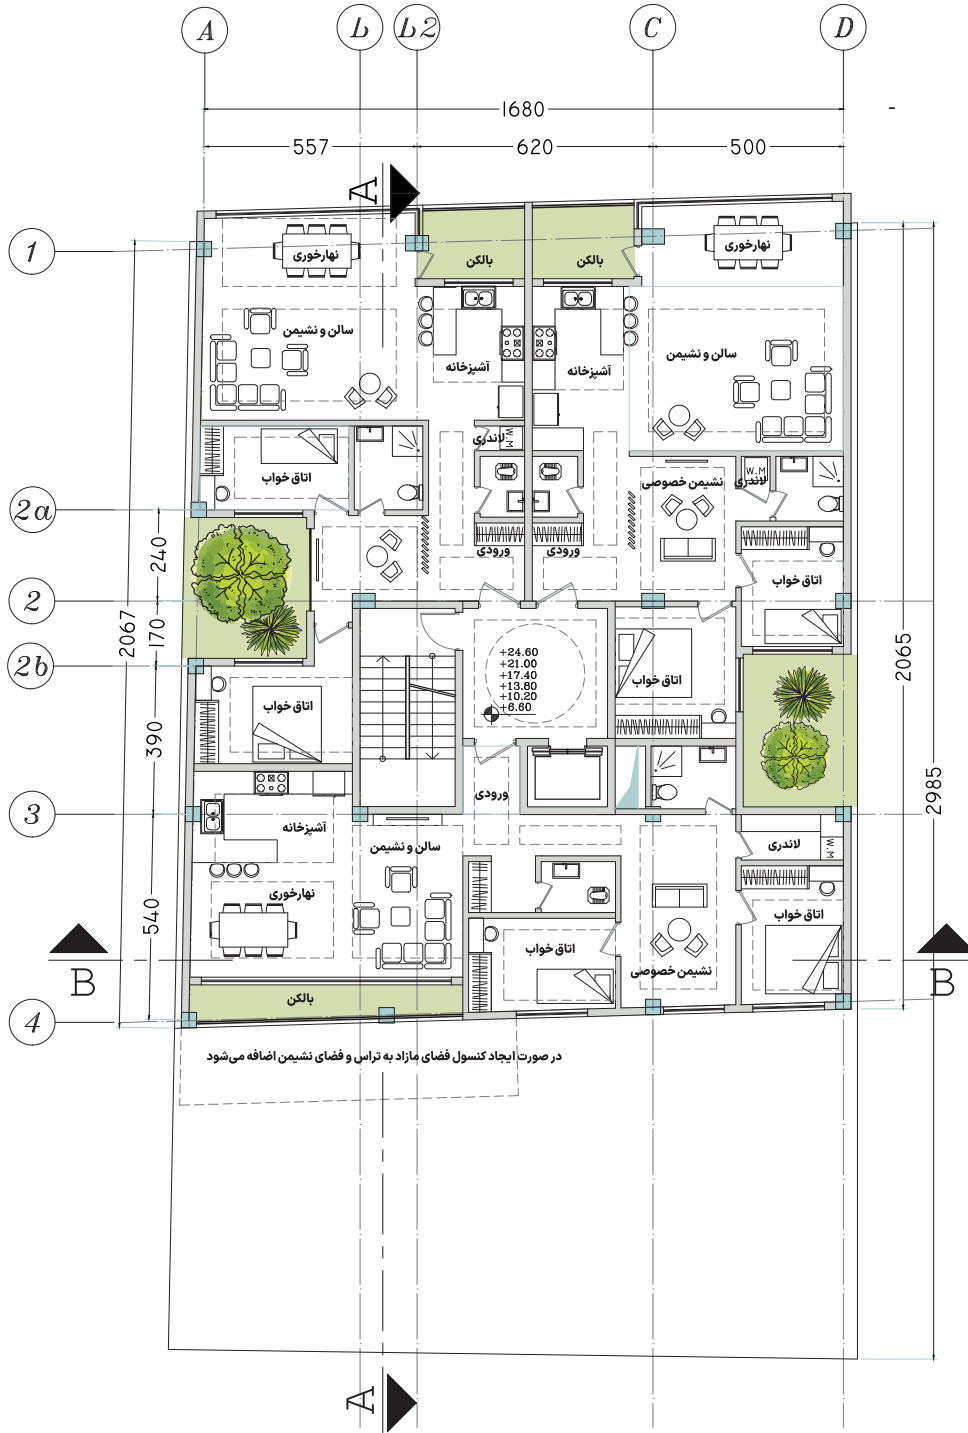 A b b2 C D
1680
557 620 500
A
1
نهارخوری
بالکن
بالکن
نهارخوری
سالن و نشیمن
سالن و نشیمن
آشپزخانه
آشپزخانه
لاندری
W.M
اتاق خواب
نشیمن خصوصی
W.M
لاندری
2a
240
ورودی
ورودی
اتاق خواب
2
2067
170
2065
+24.60
+21.00
+17.40
+13.80
+10.20
+6.60
2b
اتاق خواب
اتاق خواب
390
2985
ورودی
3
آشپزخانه
سالن و نشیمن
لاندری
W.M
نهارخوری
540
اتاق خواب
اتاق خواب
نشیمن خصوصی
B
B
بالکن
4
در صورت ایجاد کنسول فضای مازاد به تراس و فضای نشیمن اضافه می‌شود
A